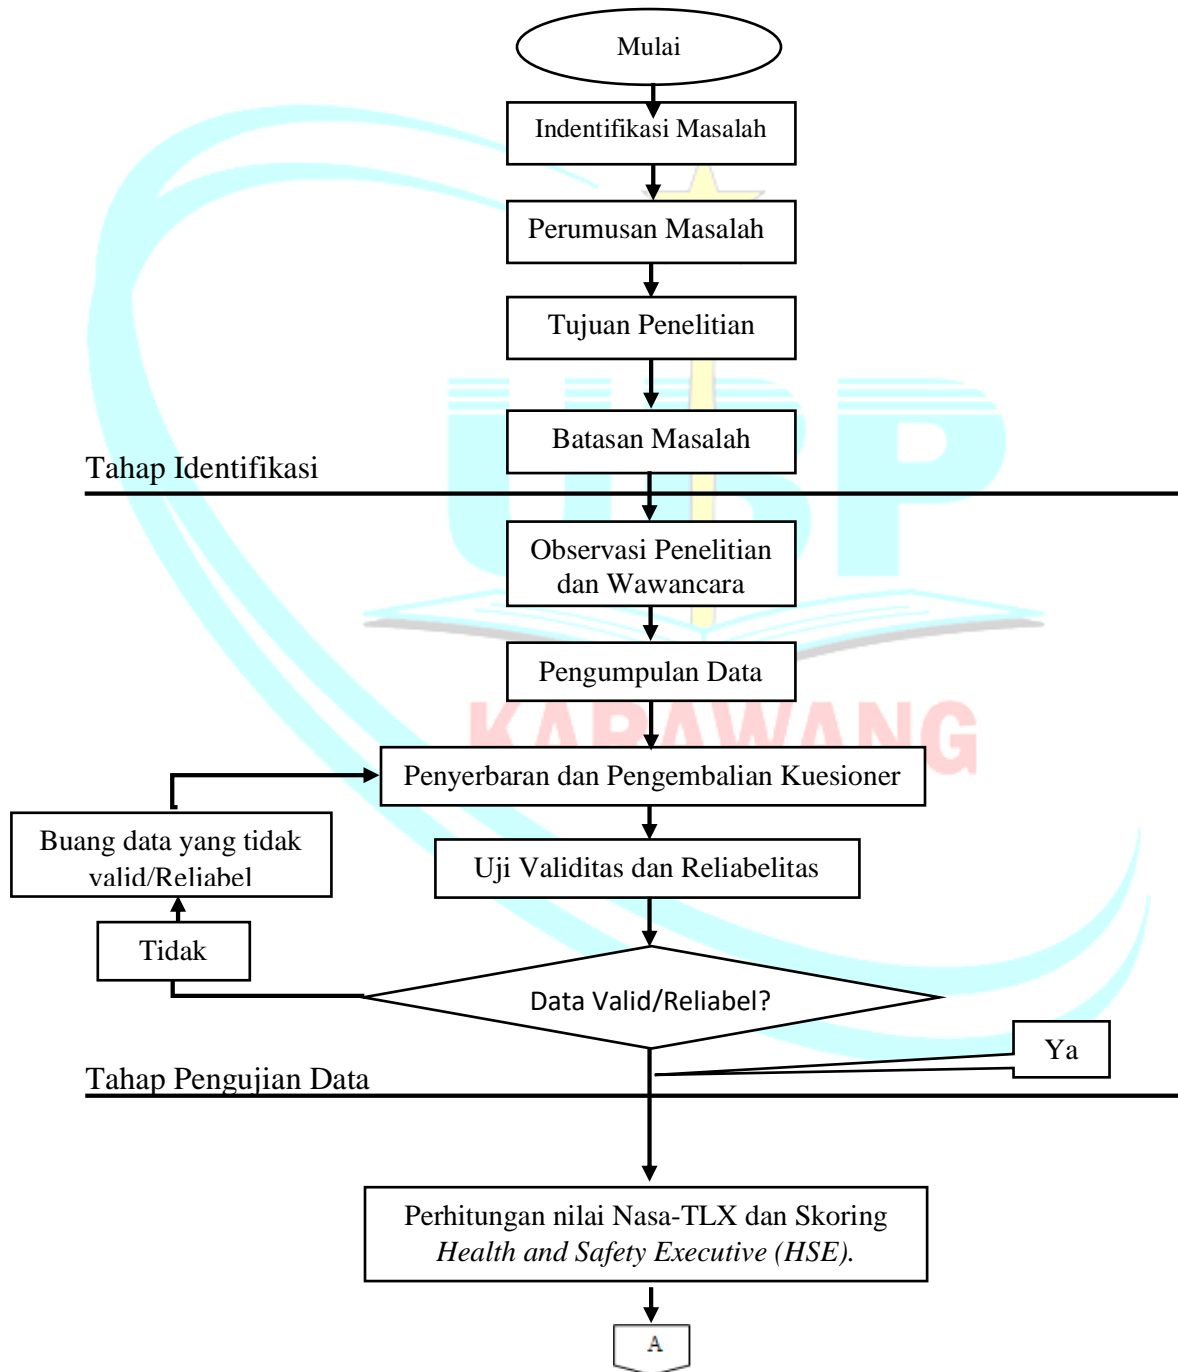 Mulai
Indentifikasi Masalah
Perumusan Masalah
Tujuan Penelitian
Batasan Masalah
Tahap Identifikasi
UBP
Observasi Penelitian
dan Wawancara
Pengumpulan Data
KARAWANG
Penyerbaran dan Pengembalian Kuesioner
Buang data yang tidak
valid/Reliabel
Uji Validitas dan Reliabelitas
Tidak
Data Valid/Reliabel?
Ya
Tahap Pengujian Data
Perhitungan nilai Nasa-TLX dan Skoring
Health and Safety Executive (HSE).
A